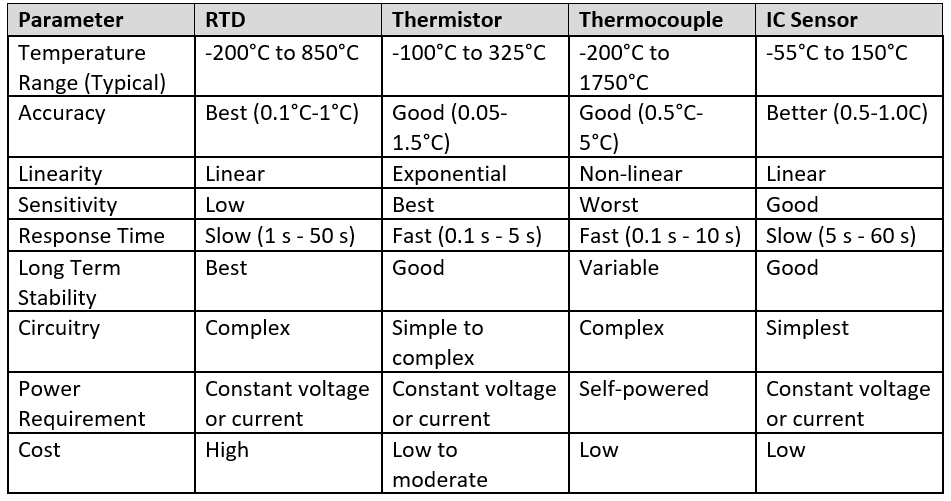 Parameter RTD Thermistor Thermocouple IC Sensor
Temperature Range (Typical) -200°C to 850°C -100°C to 325°C -200°C to 1750°C -55°C to 150°C
Accuracy Best (0.1°C-1°C) Good (0.05-1.5°C) Good (0.5°C-5°C) Better (0.5-1.0C)
Linearity Linear Exponential Non-linear Linear
Sensitivity Low Best Worst Good
Response Time Slow (1 s - 50 s) Fast (0.1 s - 5 s) Fast (0.1 s - 10 s) Slow (5 s - 60 s)
Long Term Stability Best Good Variable Good
Circuitry Complex Simple to complex Complex Simplest
Power Requirement Constant voltage or current Constant voltage or current Self-powered Constant voltage or current
Cost High Low to moderate Low Low